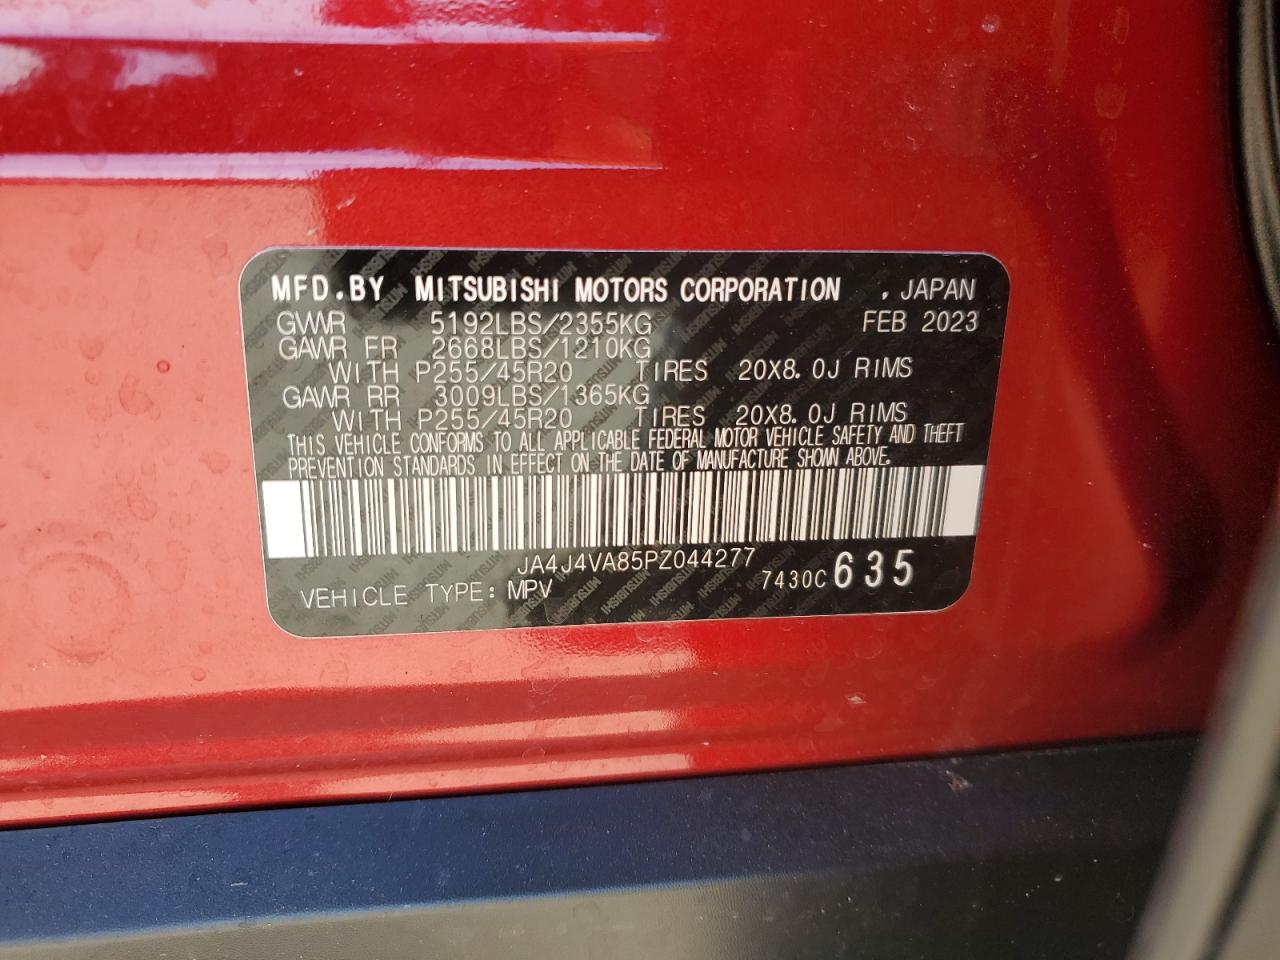 MFD.BY MITSUBISHI MOTORS CORPORATION , JAPAN
GVWR 5192LBS/2355KG FEB 2023
GAWR FR 2668LBS/1210KG
WITH P255/45R20 TIRES 20X8.0J RIMS
GAWR RR 3009LBS/1365KG
WITH P255/45R20 TIRES 20X8.0J RIMS
THIS VEHICLE CONFORMS TO ALL APPLICABLE FEDERAL MOTOR VEHICLE SAFETY AND THEFT
PREVENTION STANDARDS IN EFFECT ON THE DATE OF MANUFACTURE SHOWN ABOVE.
JA4J4VA85PZ044277
VEHICLE TYPE: MPV 7430C 635